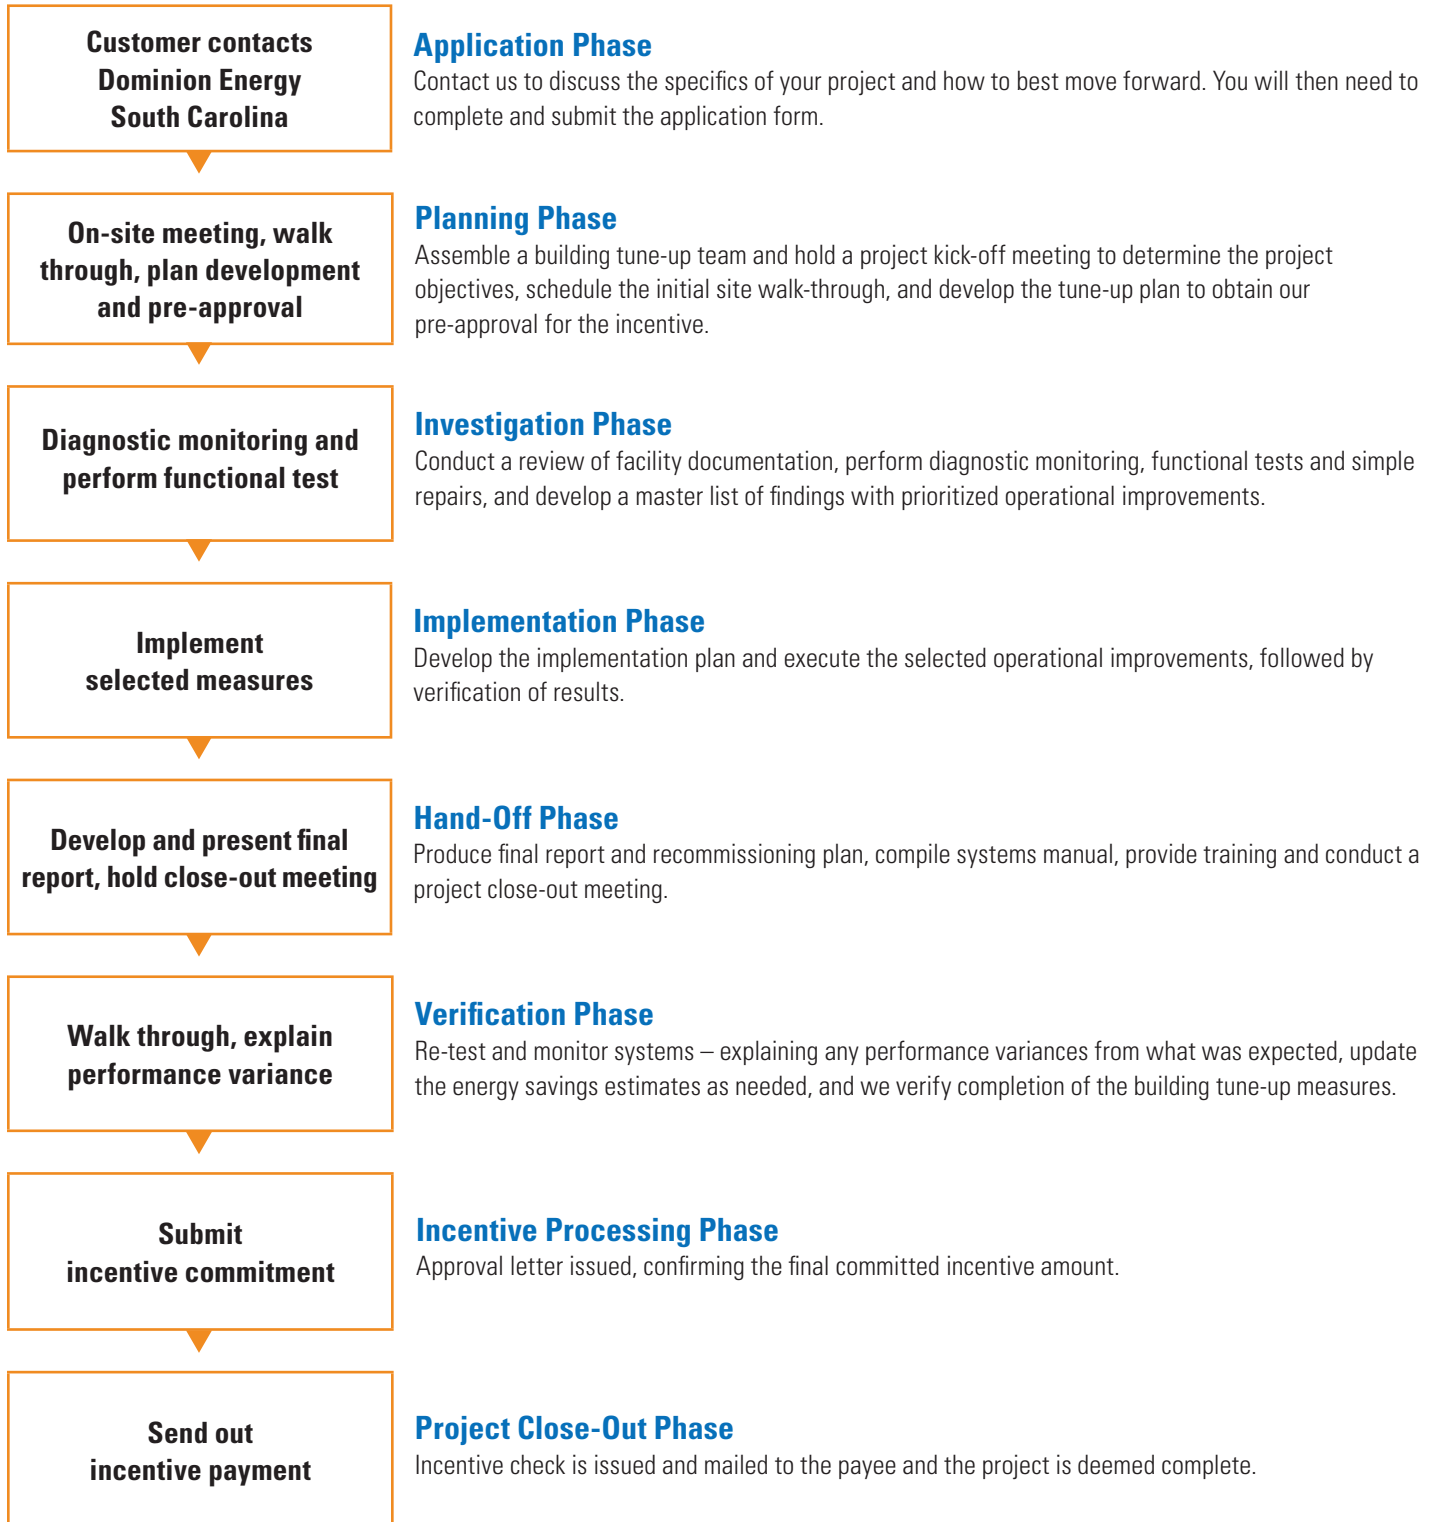 Customer contacts
Dominion Energy
South Carolina
Application Phase
Contact us to discuss the specifics of your project and how to best move forward. You will then need to
complete and submit the application form.
On-site meeting, walk
through, plan development
and pre-approval
Planning Phase
Assemble a building tune-up team and hold a project kick-off meeting to determine the project
objectives, schedule the initial site walk-through, and develop the tune-up plan to obtain our
pre-approval for the incentive.
Diagnostic monitoring and
perform functional test
Investigation Phase
Conduct a review of facility documentation, perform diagnostic monitoring, functional tests and simple
repairs, and develop a master list of findings with prioritized operational improvements.
Implement
selected measures
Implementation Phase
Develop the implementation plan and execute the selected operational improvements, followed by
verification of results.
Develop and present final
report, hold close-out meeting
Hand-Off Phase
Produce final report and recommissioning plan, compile systems manual, provide training and conduct a
project close-out meeting.
Walk through, explain
performance variance
Verification Phase
Re-test and monitor systems – explaining any performance variances from what was expected, update
the energy savings estimates as needed, and we verify completion of the building tune-up measures.
Submit
incentive commitment
Incentive Processing Phase
Approval letter issued, confirming the final committed incentive amount.
Send out
incentive payment
Project Close-Out Phase
Incentive check is issued and mailed to the payee and the project is deemed complete.